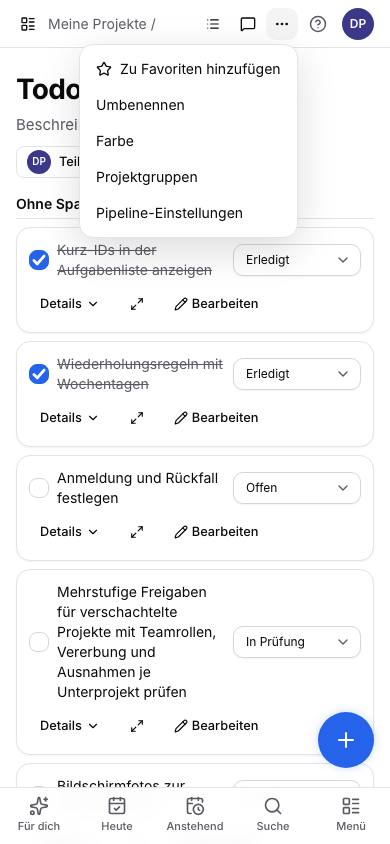 Meine Projekte /
DP
Zu Favoriten hinzufügen
Umbenennen
Farbe
Projektgruppen
Pipeline-Einstellungen
Todo
Beschrei
DP Teil
Ohne Spa
Kurz-IDs in der
Aufgabenliste anzeigen
Erledigt
Details
Bearbeiten
Wiederholungsregeln mit
Wochentagen
Erledigt
Details
Bearbeiten
Anmeldung und Rückfall
festlegen
Offen
Details
Bearbeiten
Mehrstufige Freigaben
für verschachtelte
Projekte mit Teamrollen,
Vererbung und
Ausnahmen je
Unterprojekt prüfen
In Prüfung
Details
Bearbeiten
Bildschirmfotos zur
Für dich
Heute
Anstehend
Suche
Menü